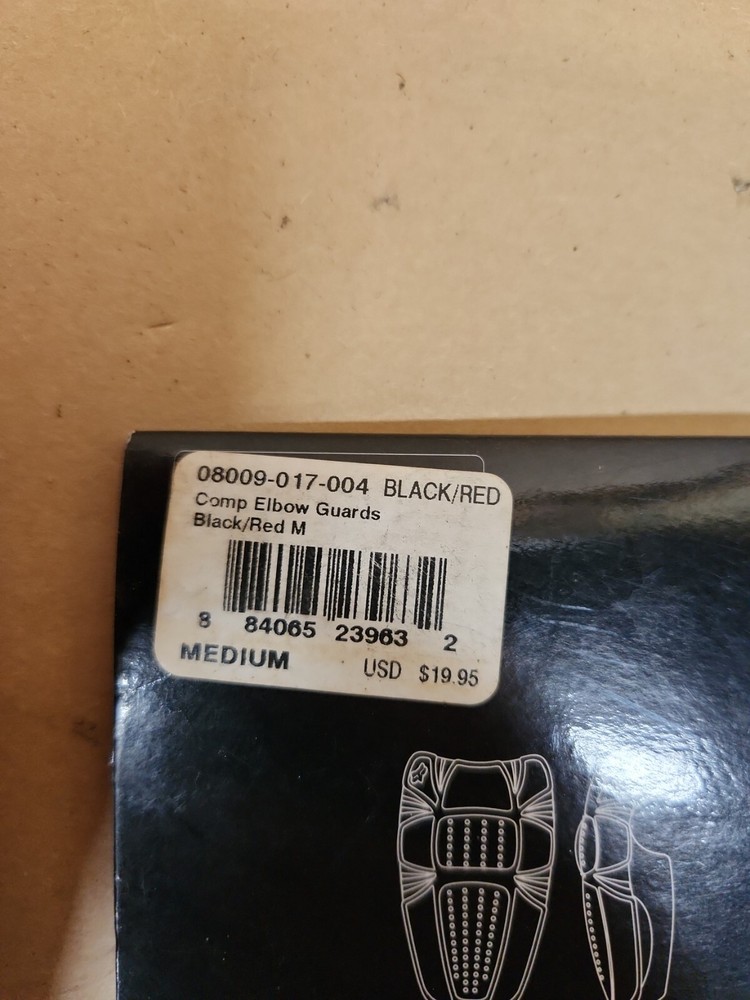 08009-017-004 BLACK/RED
Comp Elbow Guards
Black/Red M
8 84065 23963 2
MEDIUM USD $19.95